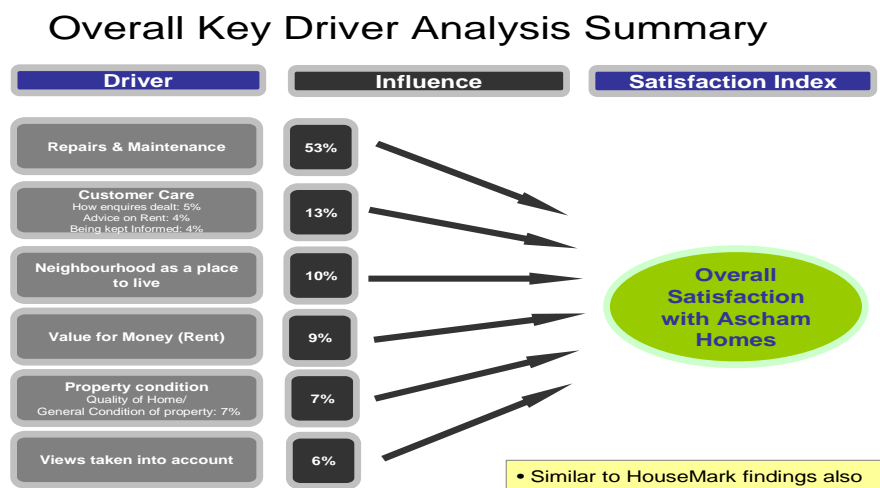 Overall Key Driver Analysis Summary
Driver
Influence
Satisfaction Index
Repairs & Maintenance
53%
Customer Care
How enquires dealt: 5%
Advice on Rent: 4%
Being kept Informed: 4%
13%
Neighbourhood as a place
to live
10%
Value for Money (Rent)
9%
Property condition
Quality of Home/
General Condition of property: 7%
7%
Views taken into account
6%
Overall
Satisfaction
with Ascham
Homes
• Similar to HouseMark findings also